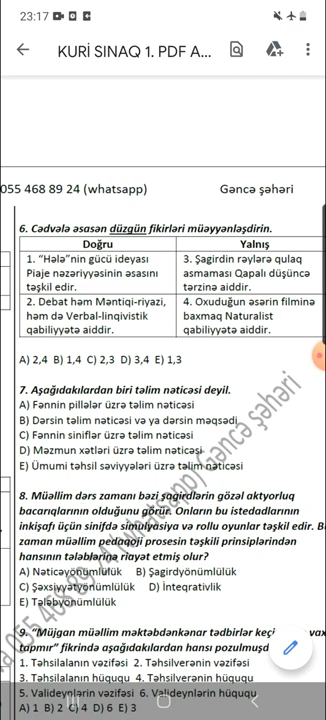 23:17
KURİ SINAQ 1. PDF A...
055 468 89 24 (whatsapp) Gəncə şəhəri
6. Cədvələ əsasən düzgün fikirləri müəyyənləşdirin.
Doğru Yalnış
1. "Hələ"nin gücü ideyası 3. Şagirdin rəylərə qulaq
Piaje nəzəriyyəsinin əsasını asmaması Qapalı düşüncə
təşkil edir. tərzinə aiddir.
2. Debat həm Məntiqi-riyazi, 4. Oxuduğun əsərin filminə
həm də Verbal-linqivistik baxmaq Naturalist
qabiliyyətə aiddir. qabiliyyətə aiddir.
A) 2,4 B) 1,4 C) 2,3 D) 3,4 E) 1,3
7. Aşağıdakılardan biri təlim nəticəsi deyil.
A) Fənnin pillələr üzrə təlim nəticəsi
B) Dərsin təlim nəticəsi və ya dərsin məqsədi
C) Fənnin siniflər üzrə təlim nəticəsi
D) Məzmun xətləri üzrə təlim nəticəsi
E) Ümumi təhsil səviyyələri üzrə təlim nəticəsi
8. Müəllim dərs zamanı bəzi şagirdlərin gözəl aktyorluq
bacarıqlarının olduğunu görür. Onların bu istedadlarının
inkişafı üçün sinifdə simulyasiya və rollu oyunlar təşkil edir. B
zaman müəllim pedaqoji prosesin təşkili prinsiplərindən
hansının tələblərinə riayət etmiş olur?
A) Nəticəyönümlülük B) Şagirdyönümlülük
C) Şəxsiyyətyönümlülük D) İnteqrativlik
E) Tələbyönümlülük
9. "Müjgan müəllim məktəbdənkənar tədbirlər keçi vax
tapmır" fikrində aşağıdakılardan hansı pozulmuşd
1. Təhsilalanın vəzifəsi 2. Təhsilverənin vəzifəsi
3. Təhsilalanın hüququ 4. Təhsilverənin hüququ
5. Valideynlərin vəzifəsi 6. Valideynlərin hüququ
A) 1 B) 2 C) 4 D) 6 E) 3
055 468 89 24 (whatsapp) Gəncə şəhəri